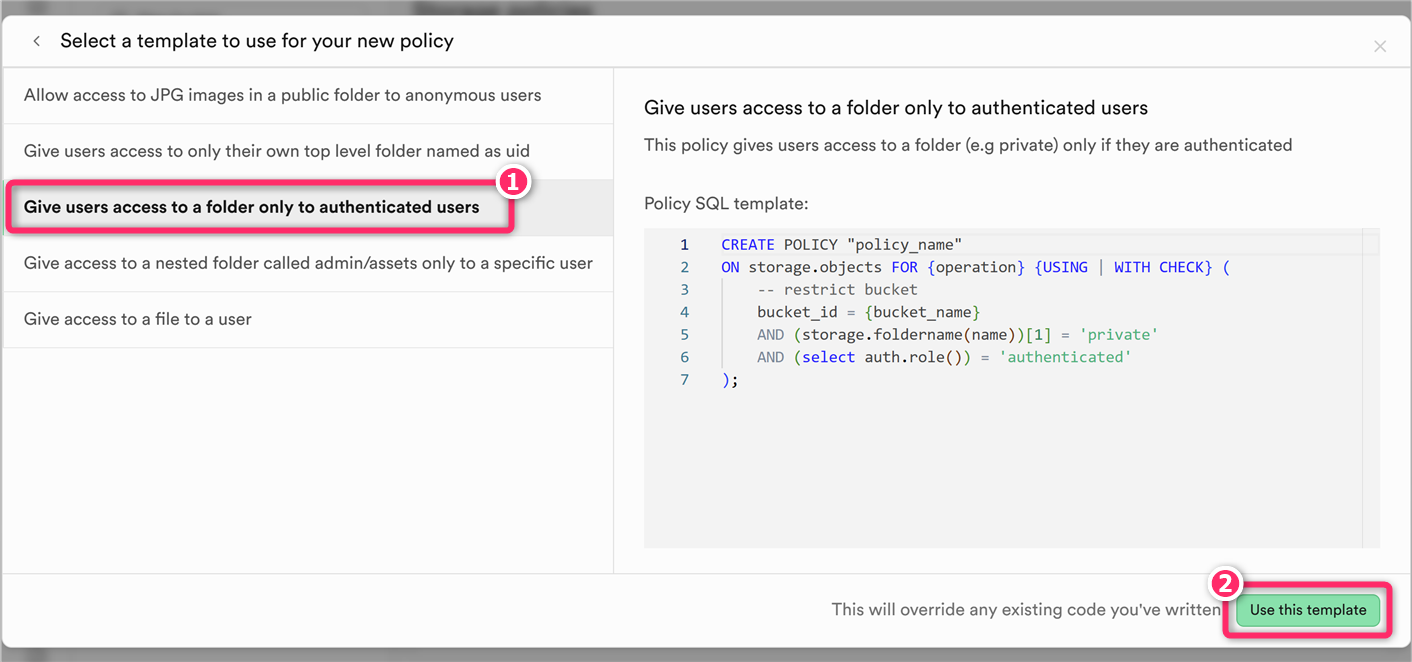 Storage policies
Select a template to use for your new policy
Allow access to JPG images in a public folder to anonymous users
Give users access to only their own top level folder named as uid
1
Give users access to a folder only to authenticated users
Give access to a nested folder called admin/assets only to a specific user
Give access to a file to a user
Give users access to a folder only to authenticated users
This policy gives users access to a folder (e.g private) only if they are authenticated
Policy SQL template:
1 CREATE POLICY "policy_name"
2 ON storage.objects FOR {operation} {USING | WITH CHECK} (
3 -- restrict bucket
4 bucket_id = {bucket_name}
5 AND (storage.foldername(name))[1] = 'private'
6 AND (select auth.role()) = 'authenticated'
7 );
2
This will override any existing code you've written
Use this template